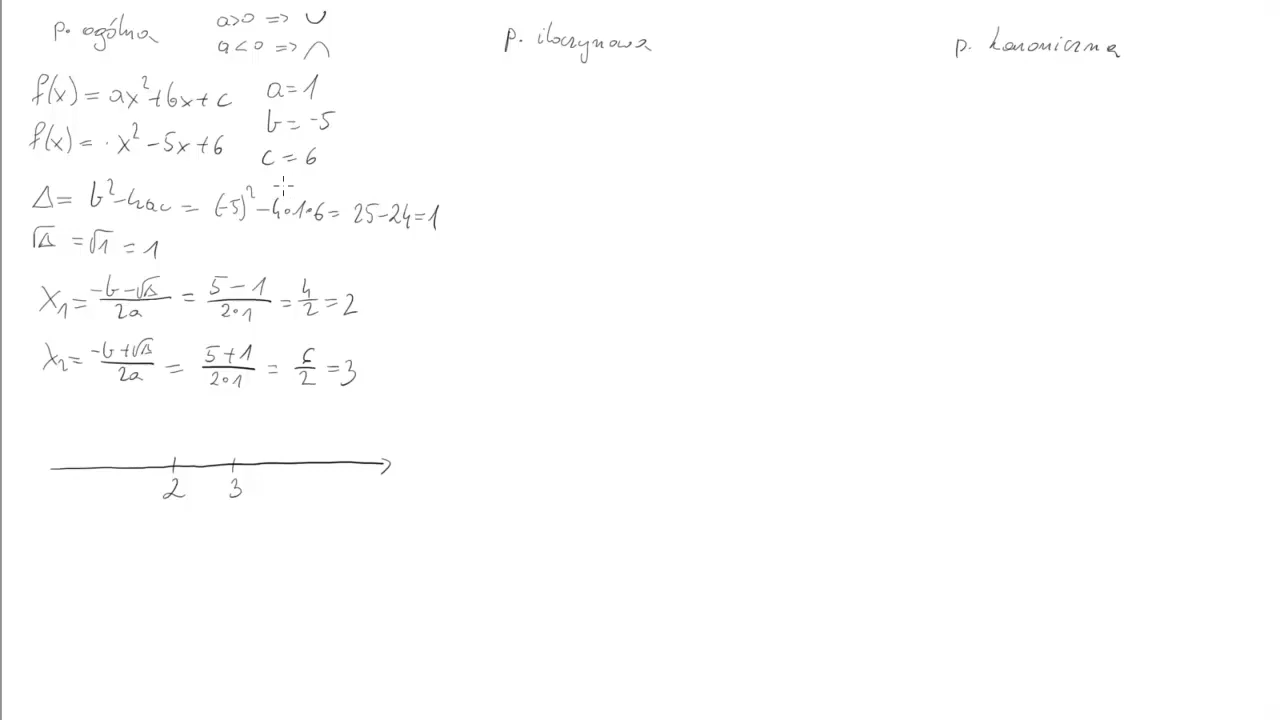 p. ogólna
a>0 => ∪
a<0 => ∩
p. iloczynowa
p. kanoniczna
f(x) = ax²+bx+c
a=1
b=-5
f(x) = x²-5x+6
c=6
Δ= b²-4ac = (-5)²-4•1•6= 25-24=1
√Δ =√1 =1
x₁= (-b-√Δ)/(2a) = (5-1)/(2•1) = 4/2 =2
x₂= (-b+√Δ)/(2a) = (5+1)/(2•1) = 6/2 =3
2 3